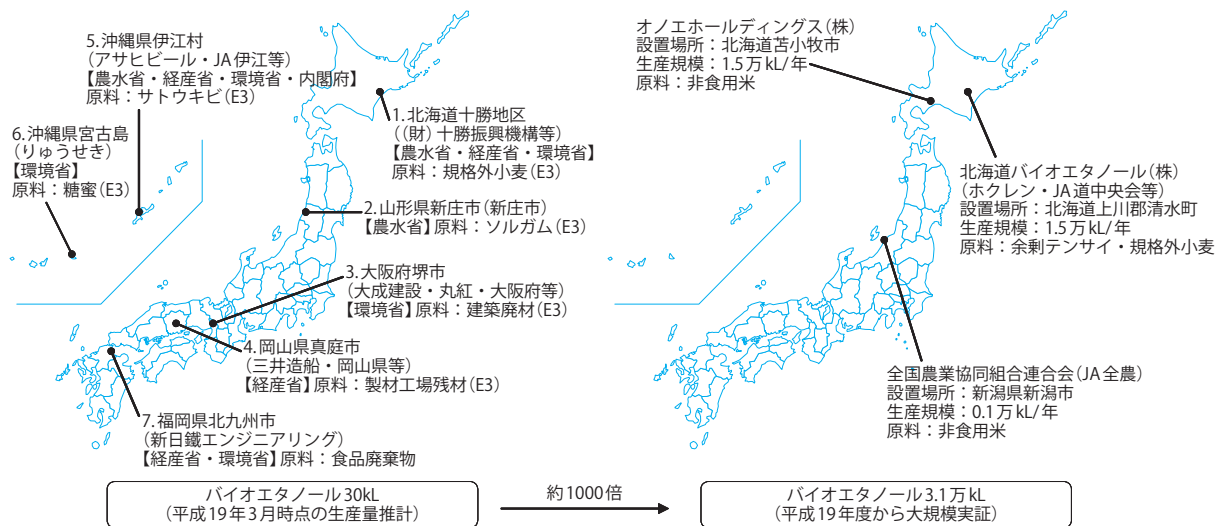 5.沖縄県伊江村
(アサヒビール・JA伊江等)
【農水省・経産省・環境省・内閣府】
原料：サトウキビ(E3)
6.沖縄県宮古島
(りゅうせき)
【環境省】
原料：糖蜜(E3)
1.北海道十勝地区
((財)十勝振興機構等)
【農水省・経産省・環境省】
原料：規格外小麦(E3)
2.山形県新庄市(新庄市)
【農水省】原料：ソルガム(E3)
3.大阪府堺市
(大成建設・丸紅・大阪府等)
【環境省】原料：建築廃材(E3)
4.岡山県真庭市
(三井造船・岡山県等)
【経産省】原料：製材工場残材(E3)
7.福岡県北九州市
(新日鐵エンジニアリング)
【経産省・環境省】原料：食品廃棄物
バイオエタノール30kL
(平成19年3月時点の生産量推計)
約1000倍
オノエホールディングス(株)
設置場所：北海道苫小牧市
生産規模：1.5万kL/年
原料：非食用米
北海道バイオエタノール(株)
(ホクレン・JA道中央会等)
設置場所：北海道上川郡清水町
生産規模：1.5万kL/年
原料：余剰テンサイ・規格外小麦
全国農業協同組合連合会(JA全農)
設置場所：新潟県新潟市
生産規模：0.1万kL/年
原料：非食用米
バイオエタノール3.1万kL
(平成19年度から大規模実証)